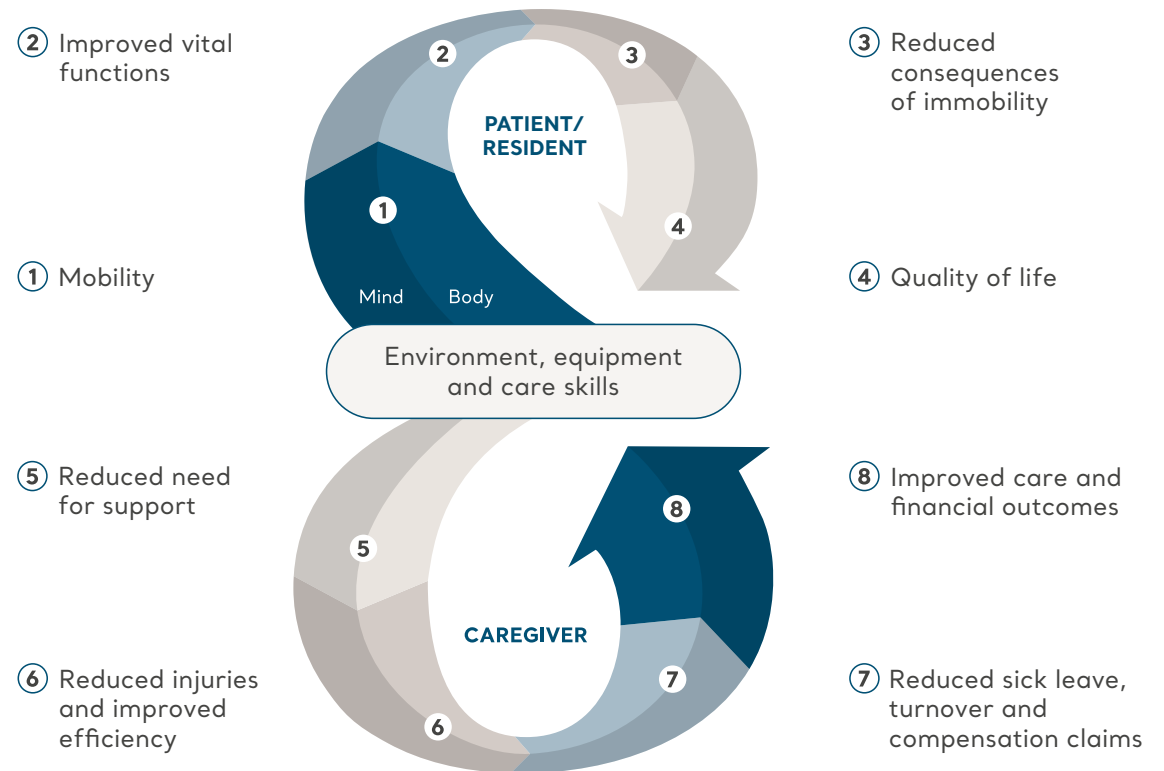 2 Improved vital
functions
2
3
3 Reduced
consequences
of immobility
PATIENT/
RESIDENT
1
4
1 Mobility
Mind Body
4 Quality of life
Environment, equipment
and care skills
5 Reduced need
for support
5
8
8 Improved care and
financial outcomes
CAREGIVER
6 Reduced injuries
and improved
efficiency
6
7
7 Reduced sick leave,
turnover and
compensation claims